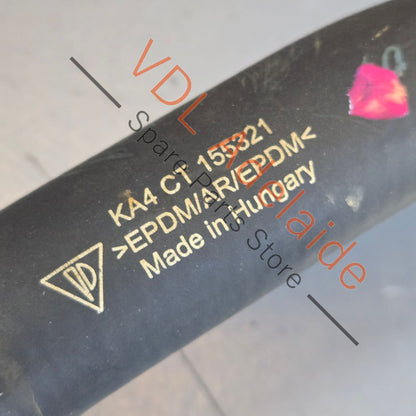 KA4 CT 155321
>EPDM/AR/EPDM<
Made in Hungary
VDL Adelaide
Spare Parts Store